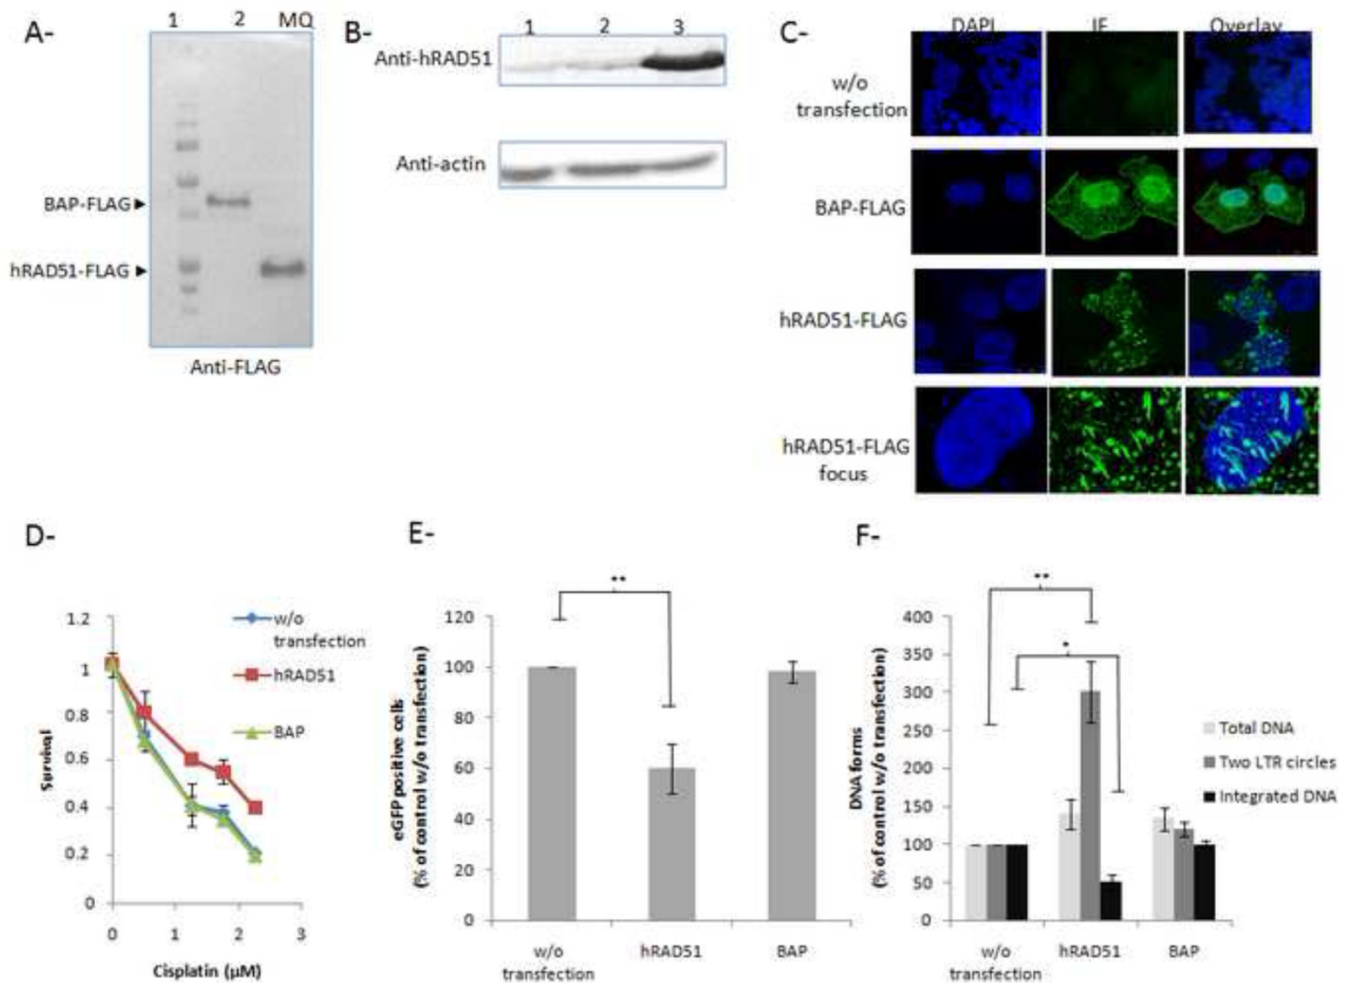 A-
1 2 MQ
BAP-FLAG
hRAD51-FLAG
Anti-FLAG
B-
1 2 3
Anti-hRAD51
Anti-actin
C-
DAPI IF Overlay
w/o
transfection
BAP-FLAG
hRAD51-FLAG
hRAD51-FLAG
focus
D-
1.2
1
0.8
0.6
0.4
0.2
0
0 1 2 3
Survival
Cisplatin (µM)
w/o
transfection
hRAD51
BAP
E-
**
120
100
80
60
40
20
0
eGFP positive cells
(% of control w/o transfection)
w/o
transfection
hRAD51
BAP
F-
**
*
400
350
300
250
200
150
100
50
0
DNA forms
(% of control w/o transfection)
w/o
transfection
hRAD51
BAP
Total DNA
Two LTR circles
Integrated DNA